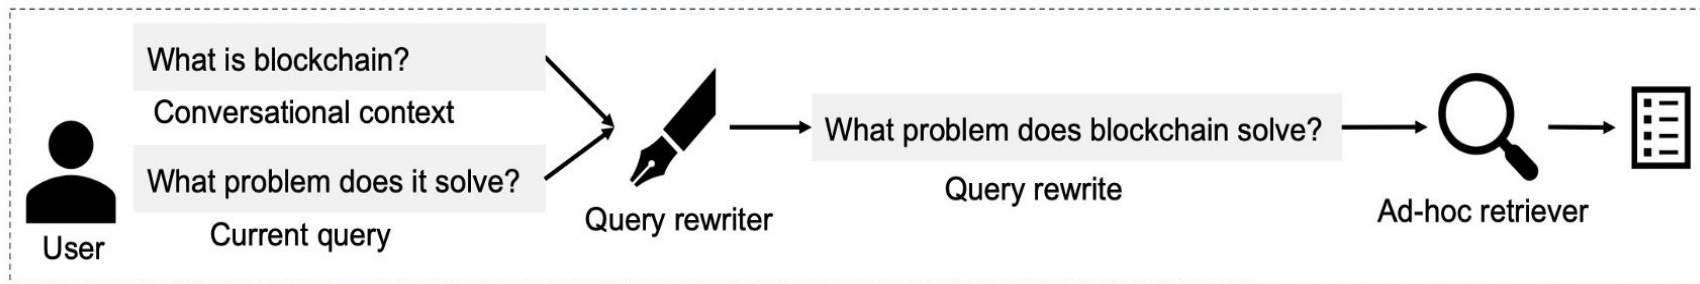 What is blockchain?
Conversational context
What problem does it solve?
Current query
User
Query rewriter
What problem does blockchain solve?
Query rewrite
Ad-hoc retriever